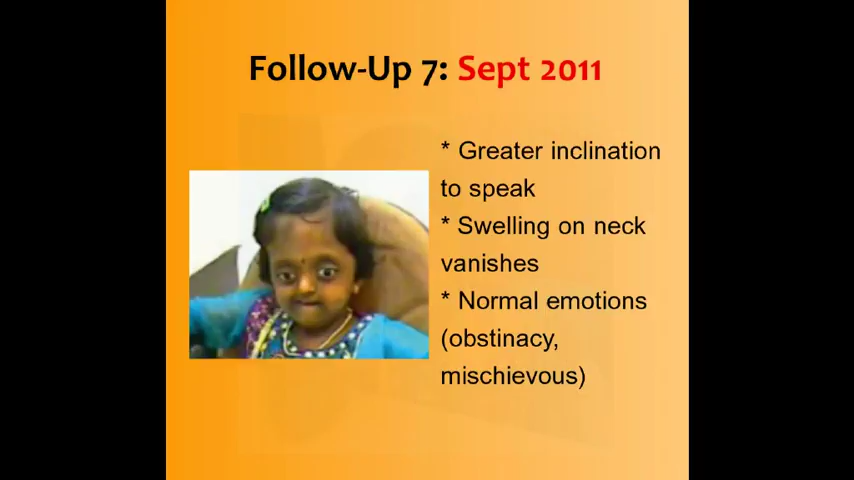 Follow-Up 7: Sept 2011
* Greater inclination
to speak
* Swelling on neck
vanishes
* Normal emotions
(obstinacy,
mischievous)